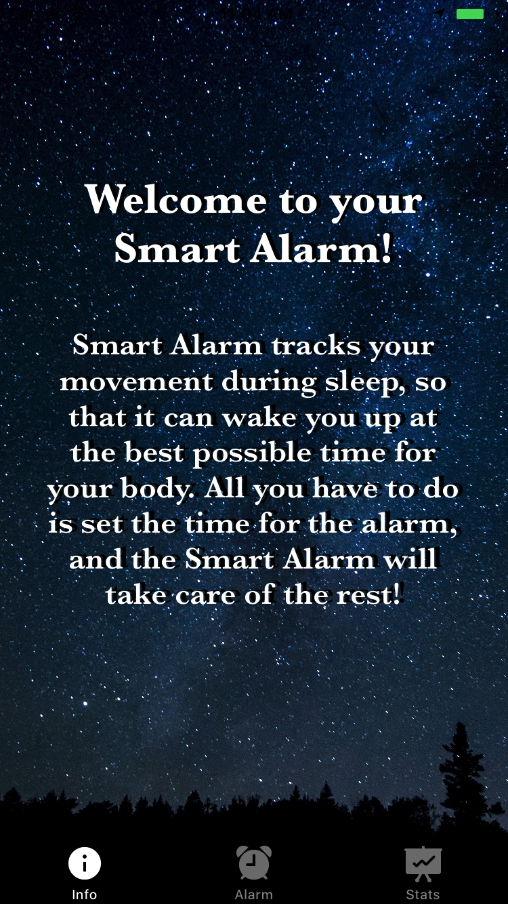 Welcome to your
Smart Alarm!
Smart Alarm tracks your
movement during sleep, so
that it can wake you up at
the best possible time for
your body. All you have to do
is set the time for the alarm,
and the Smart Alarm will
take care of the rest!
Info
Alarm
Stats